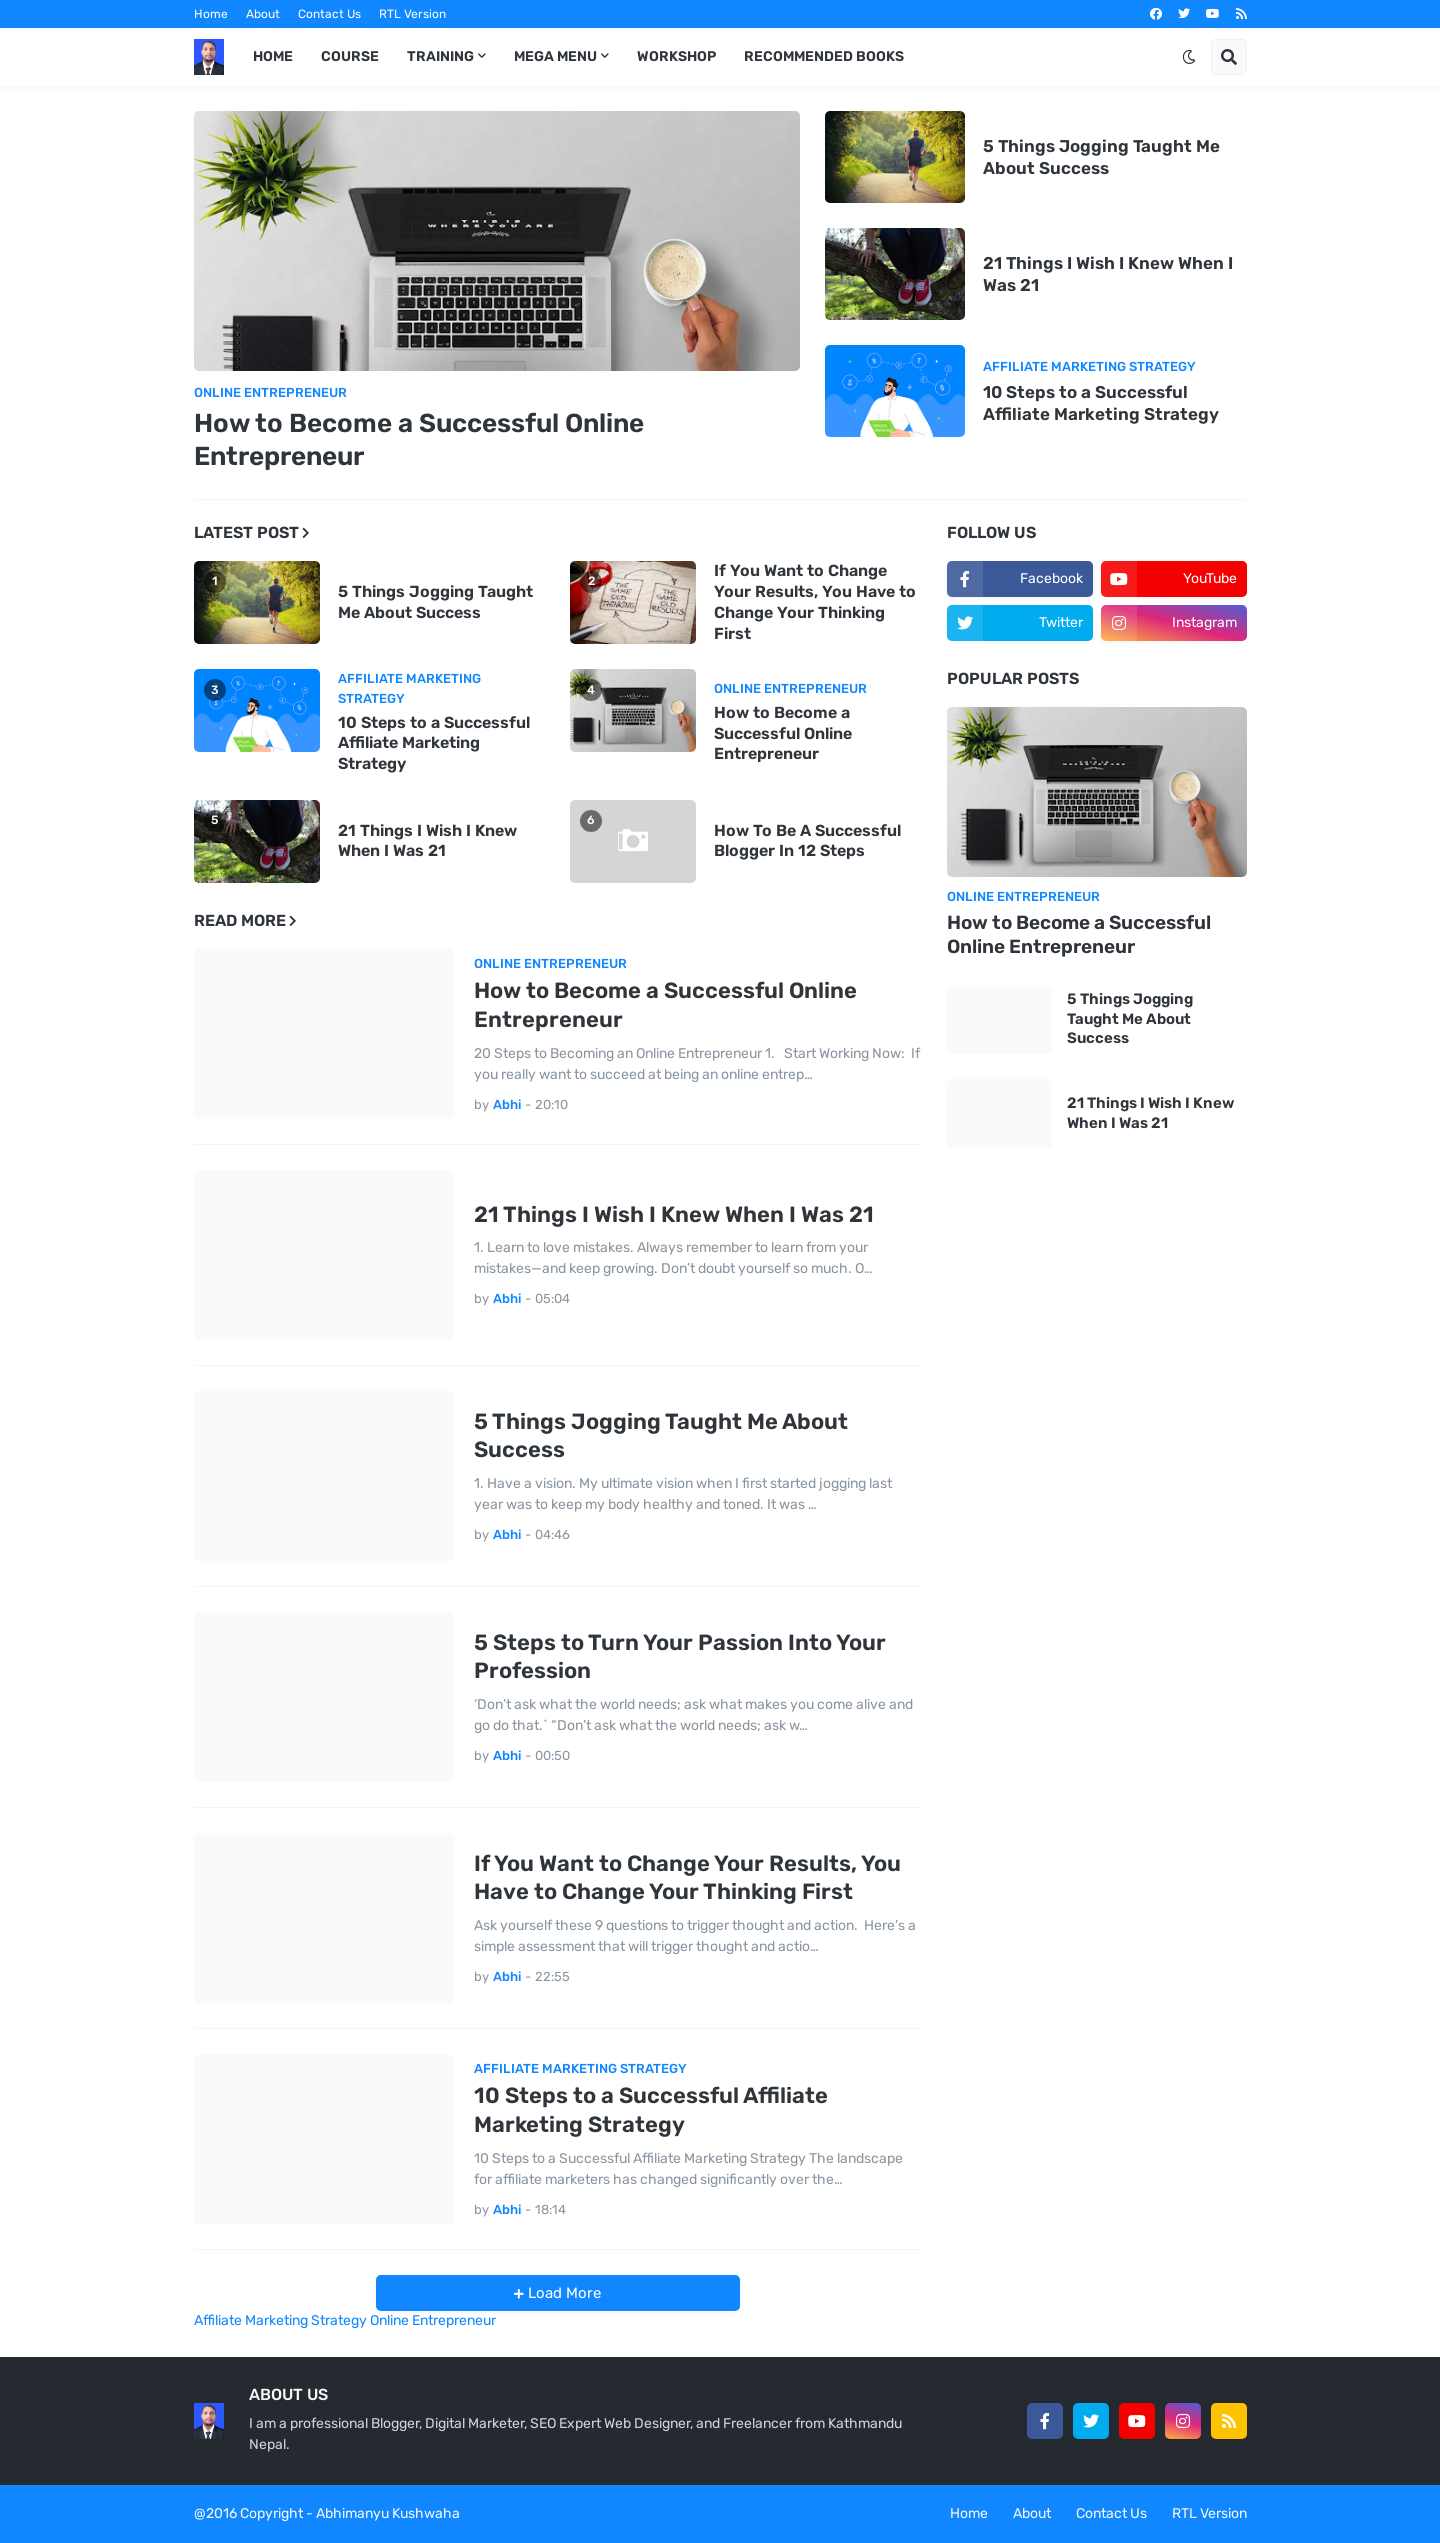 Home About Contact Us RTL Version
HOME COURSE TRAINING MEGA MENU WORKSHOP RECOMMENDED BOOKS
THIS IS
WHERE YOU ARE
ONLINE ENTREPRENEUR
How to Become a Successful Online
Entrepreneur
5 Things Jogging Taught Me
About Success
21 Things I Wish I Knew When I
Was 21
AFFILIATE MARKETING STRATEGY
10 Steps to a Successful
Affiliate Marketing Strategy
LATEST POST
1
5 Things Jogging Taught
Me About Success
2
THE SAME OLD THINKING
THE SAME OLD RESULTS
If You Want to Change
Your Results, You Have to
Change Your Thinking
First
3
AFFILIATE MARKETING
STRATEGY
10 Steps to a Successful
Affiliate Marketing
Strategy
4
ONLINE ENTREPRENEUR
How to Become a
Successful Online
Entrepreneur
5
21 Things I Wish I Knew
When I Was 21
6
How To Be A Successful
Blogger In 12 Steps
FOLLOW US
Facebook
YouTube
Twitter
Instagram
POPULAR POSTS
ONLINE ENTREPRENEUR
How to Become a Successful
Online Entrepreneur
5 Things Jogging
Taught Me About
Success
21 Things I Wish I Knew
When I Was 21
READ MORE
ONLINE ENTREPRENEUR
How to Become a Successful Online
Entrepreneur
20 Steps to Becoming an Online Entrepreneur 1.   Start Working Now:  If
you really want to succeed at being an online entrep…
by Abhi - 20:10
21 Things I Wish I Knew When I Was 21
1. Learn to love mistakes. Always remember to learn from your
mistakes—and keep growing. Don’t doubt yourself so much. O…
by Abhi - 05:04
5 Things Jogging Taught Me About
Success
1. Have a vision. My ultimate vision when I first started jogging last
year was to keep my body healthy and toned. It was …
by Abhi - 04:46
5 Steps to Turn Your Passion Into Your
Profession
‘Don’t ask what the world needs; ask what makes you come alive and
go do that.` “Don’t ask what the world needs; ask w…
by Abhi - 00:50
If You Want to Change Your Results, You
Have to Change Your Thinking First
Ask yourself these 9 questions to trigger thought and action.  Here’s a
simple assessment that will trigger thought and actio…
by Abhi - 22:55
AFFILIATE MARKETING STRATEGY
10 Steps to a Successful Affiliate
Marketing Strategy
10 Steps to a Successful Affiliate Marketing Strategy The landscape
for affiliate marketers has changed significantly over the…
by Abhi - 18:14
+ Load More
Affiliate Marketing Strategy Online Entrepreneur
ABOUT US
I am a professional Blogger, Digital Marketer, SEO Expert Web Designer, and Freelancer from Kathmandu
Nepal.
@2016 Copyright - Abhimanyu Kushwaha
Home About Contact Us RTL Version